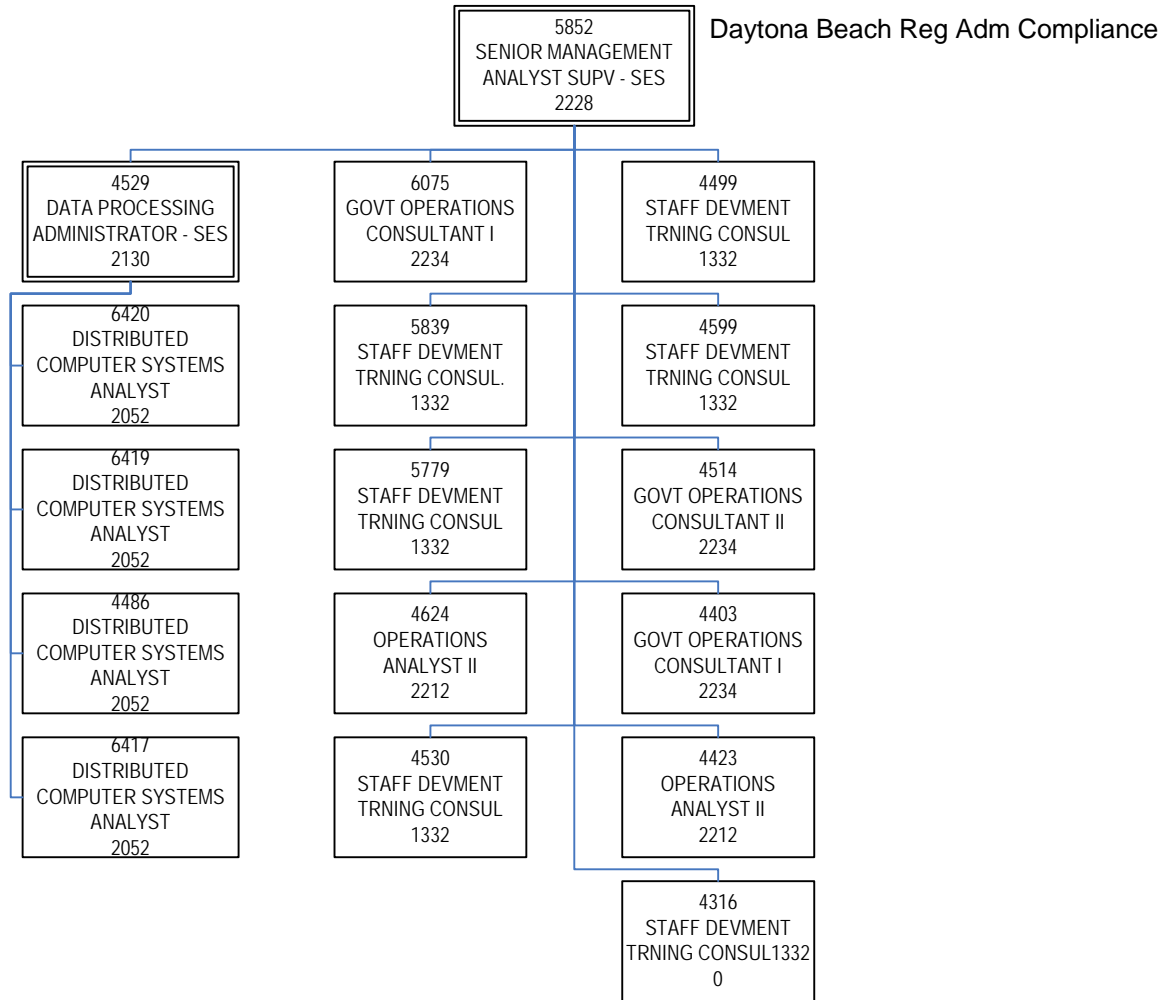 5852
SENIOR MANAGEMENT
ANALYST SUPV - SES
2228
Daytona Beach Reg Adm Compliance
4529
DATA PROCESSING
ADMINISTRATOR - SES
2130
6075
GOVT OPERATIONS
CONSULTANT I
2234
4499
STAFF DEVMENT
TRNING CONSUL
1332
6420
DISTRIBUTED
COMPUTER SYSTEMS
ANALYST
2052
5839
STAFF DEVMENT
TRNING CONSUL.
1332
4599
STAFF DEVMENT
TRNING CONSUL
1332
6419
DISTRIBUTED
COMPUTER SYSTEMS
ANALYST
2052
5779
STAFF DEVMENT
TRNING CONSUL
1332
4514
GOVT OPERATIONS
CONSULTANT II
2234
4486
DISTRIBUTED
COMPUTER SYSTEMS
ANALYST
2052
4624
OPERATIONS
ANALYST II
2212
4403
GOVT OPERATIONS
CONSULTANT I
2234
6417
DISTRIBUTED
COMPUTER SYSTEMS
ANALYST
2052
4530
STAFF DEVMENT
TRNING CONSUL
1332
4423
OPERATIONS
ANALYST II
2212
4316
STAFF DEVMENT
TRNING CONSUL1332
0